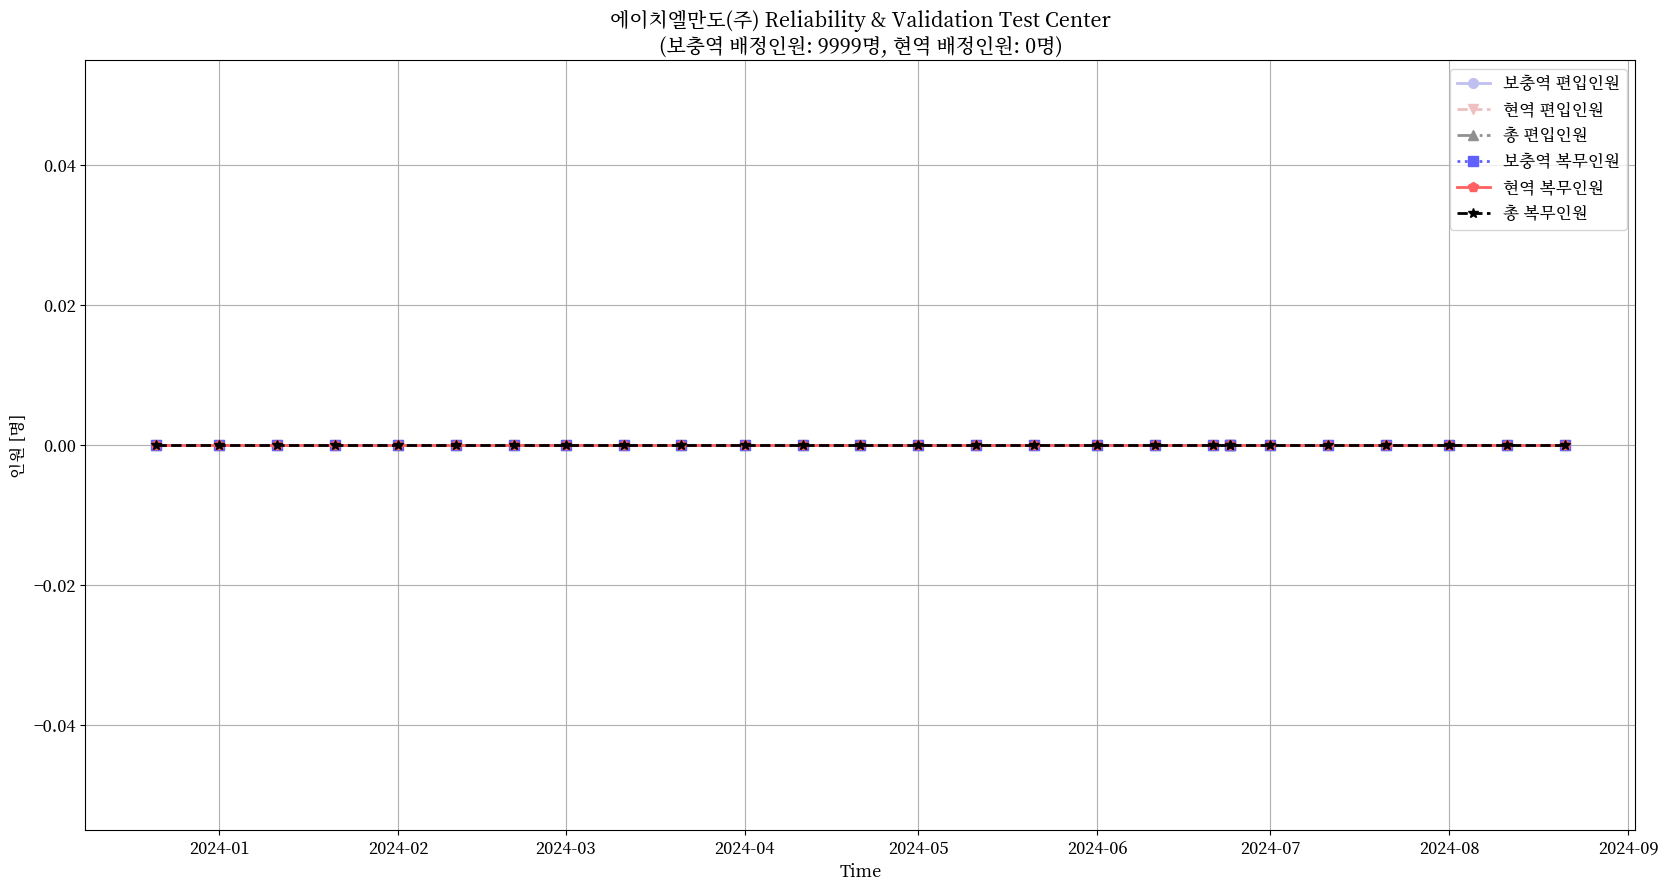 에이치엘만도(주) Reliability & Validation Test Center
(보충역 배정인원: 9999명, 현역 배정인원: 0명)
보충역 편입인원
현역 편입인원
총 편입인원
보충역 복무인원
현역 복무인원
총 복무인원
인원 [명]
0.04
0.02
0.00
−0.02
−0.04
2024-01
2024-02
2024-03
2024-04
2024-05
2024-06
2024-07
2024-08
2024-09
Time